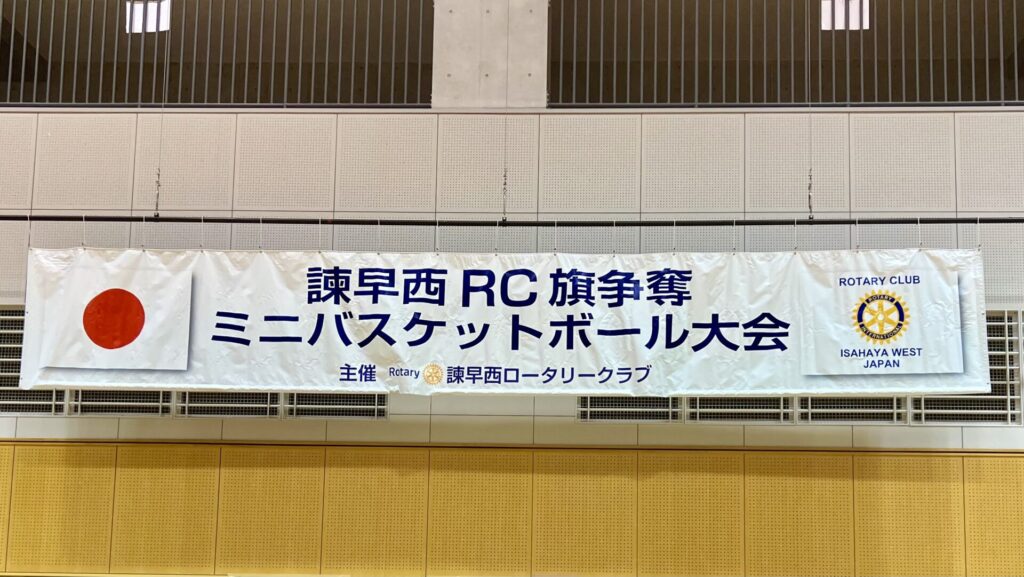 諫早西 RC 旗争奪
ミニバスケットボール大会
主催 Rotary 諫早西ロータリークラブ
ROTARY CLUB
ROTARY
INTERNATIONAL
ISAHAYA WEST
JAPAN